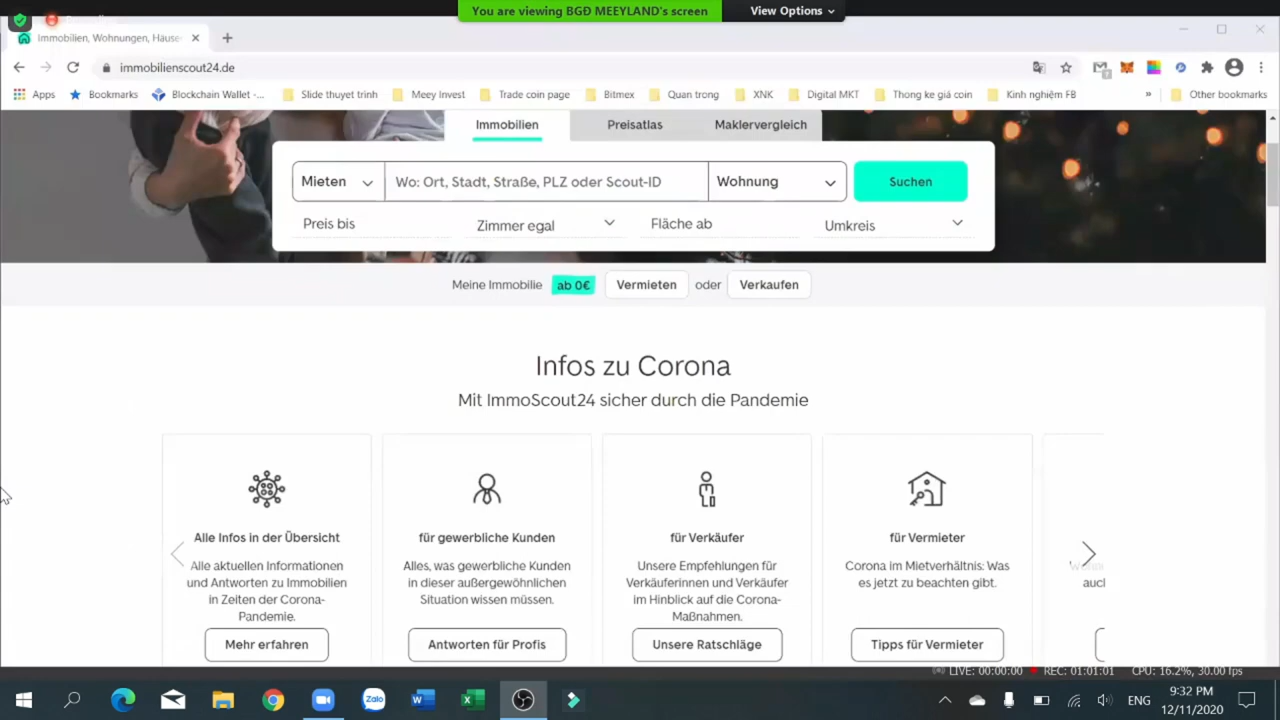 You are viewing BGĐ MEEYLAND's screen
View Options
Immobilien, Wohnungen, Häuse
immobilienscout24.de
Apps Bookmarks Blockchain Wallet -... Slide thuyet trinh Meey Invest Trade coin page Bitmex Quan trong XNK Digital MKT Thong ke giá coin Kinh nghiệm FB » Other bookmarks
Immobilien Preisatlas Maklervergleich
Mieten Wo: Ort, Stadt, Straße, PLZ oder Scout-ID Wohnung Suchen
Preis bis Zimmer egal Fläche ab Umkreis
Meine Immobilie ab 0€ Vermieten oder Verkaufen
Infos zu Corona
Mit ImmoScout24 sicher durch die Pandemie
Alle Infos in der Übersicht
Alle aktuellen Informationen
und Antworten zu Immobilien
in Zeiten der Corona-
Pandemie.
Mehr erfahren
für gewerbliche Kunden
Alles, was gewerbliche Kunden
in dieser außergewöhnlichen
Situation wissen müssen.
Antworten für Profis
für Verkäufer
Unsere Empfehlungen für
Verkäuferinnen und Verkäufer
im Hinblick auf die Corona-
Maßnahmen.
Unsere Ratschläge
für Vermieter
Corona im Mietverhältnis: Was
es jetzt zu beachten gibt.
Tipps für Vermieter
auch
LIVE: 00:00:00 REC: 01:01:01 CPU: 16.2%, 30.00 fps
Zalo
ENG
9:32 PM
12/11/2020